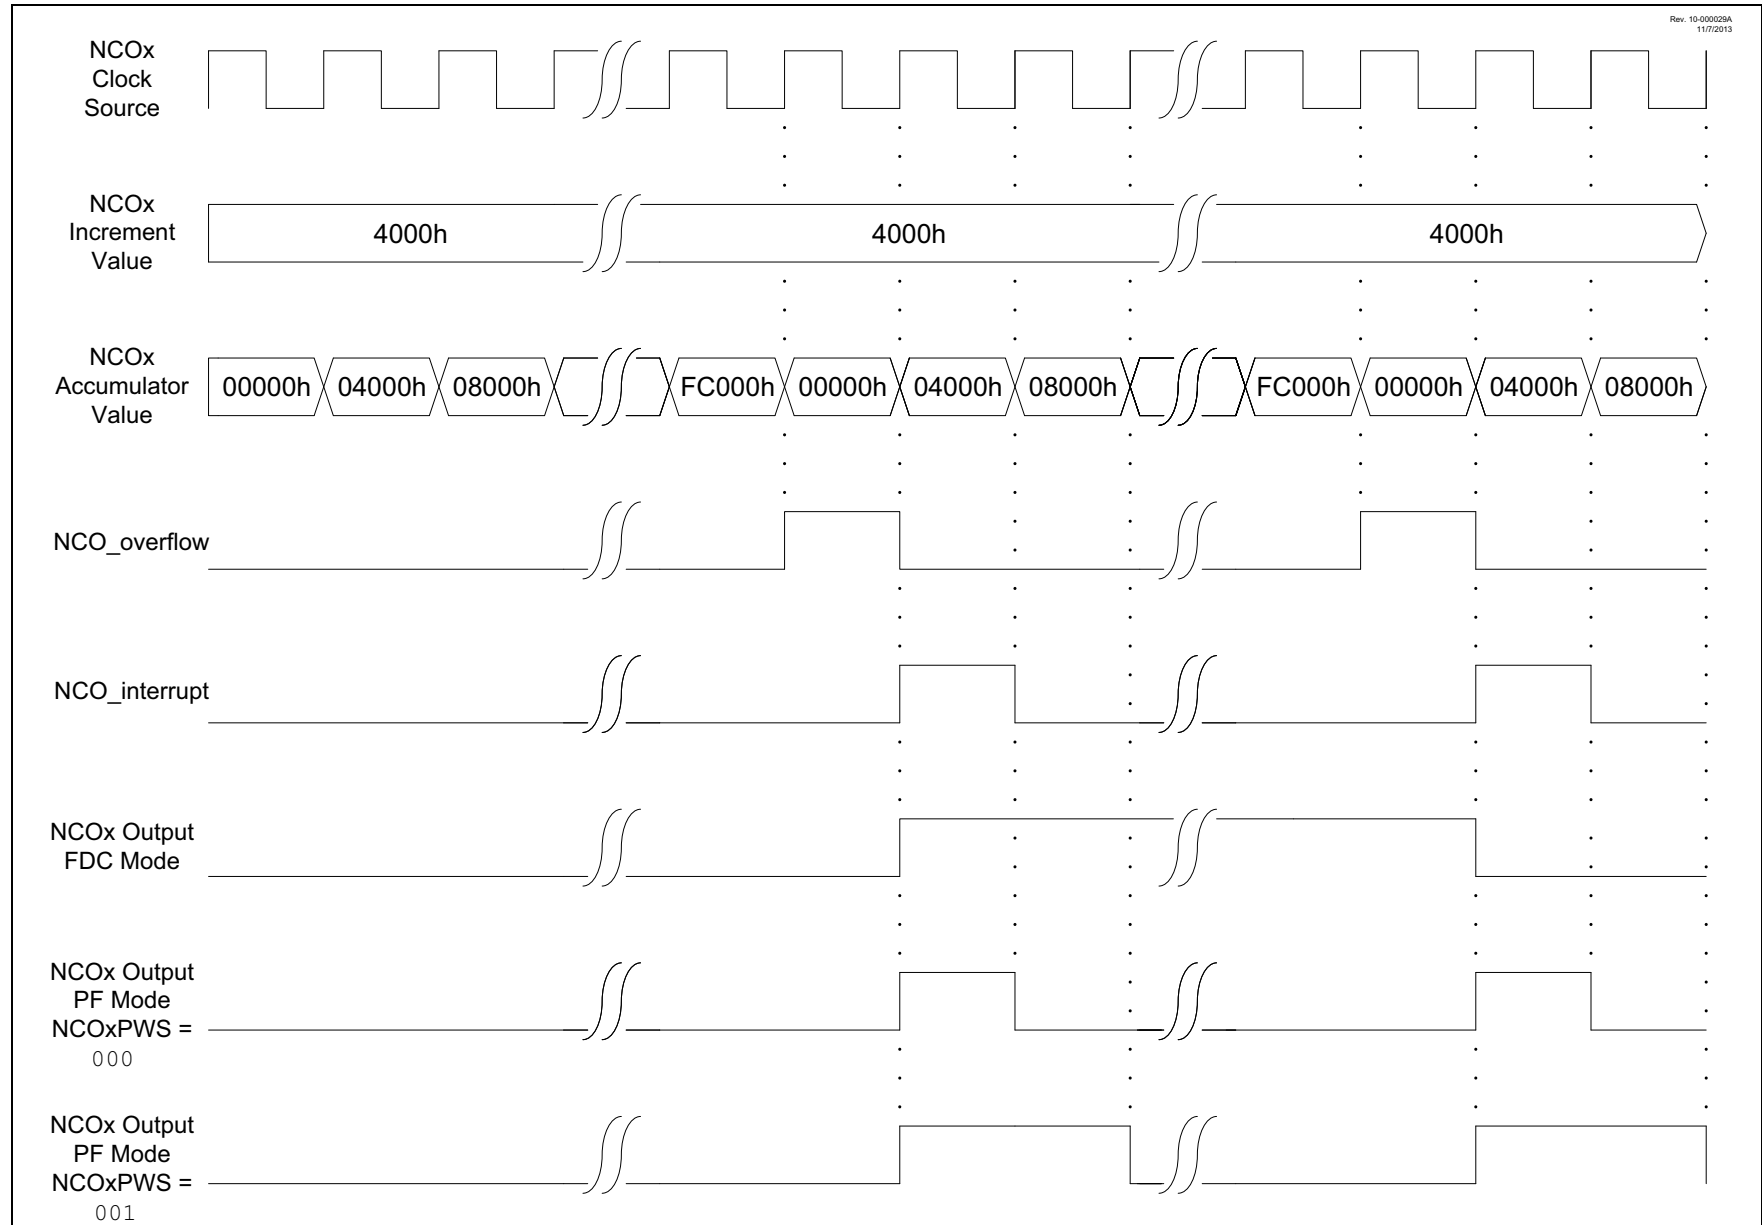 Rev. 10-000029A
11/7/2013
NCOx
Clock
Source
NCOx
Increment
Value
4000h
4000h
4000h
NCOx
Accumulator
Value
00000h
04000h
08000h
FC000h
00000h
04000h
08000h
FC000h
00000h
04000h
08000h
NCO_overflow
NCO_interrupt
NCOx Output
FDC Mode
NCOx Output
PF Mode
NCOxPWS =
000
NCOx Output
PF Mode
NCOxPWS =
001